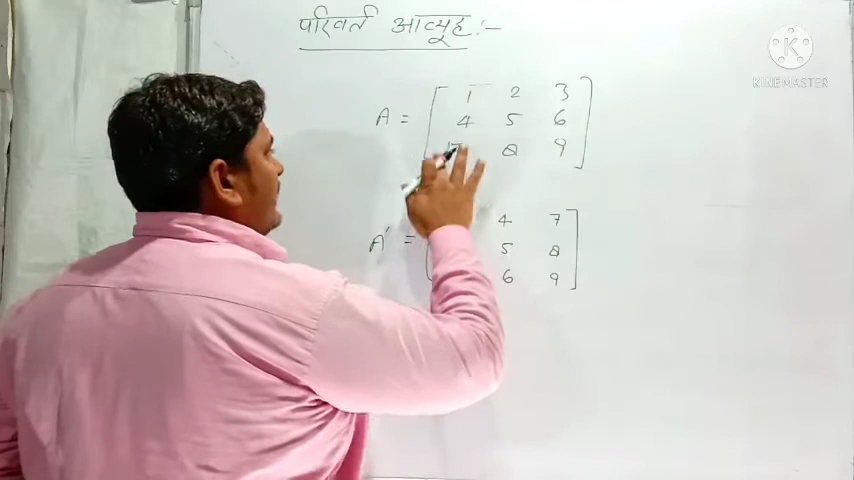 परिवर्त आव्यूह :-
K
KINEMASTER
A = [ 1 2 3
4 5 6
8 9 ]
A' = [ 4 7
5 8
6 9 ]